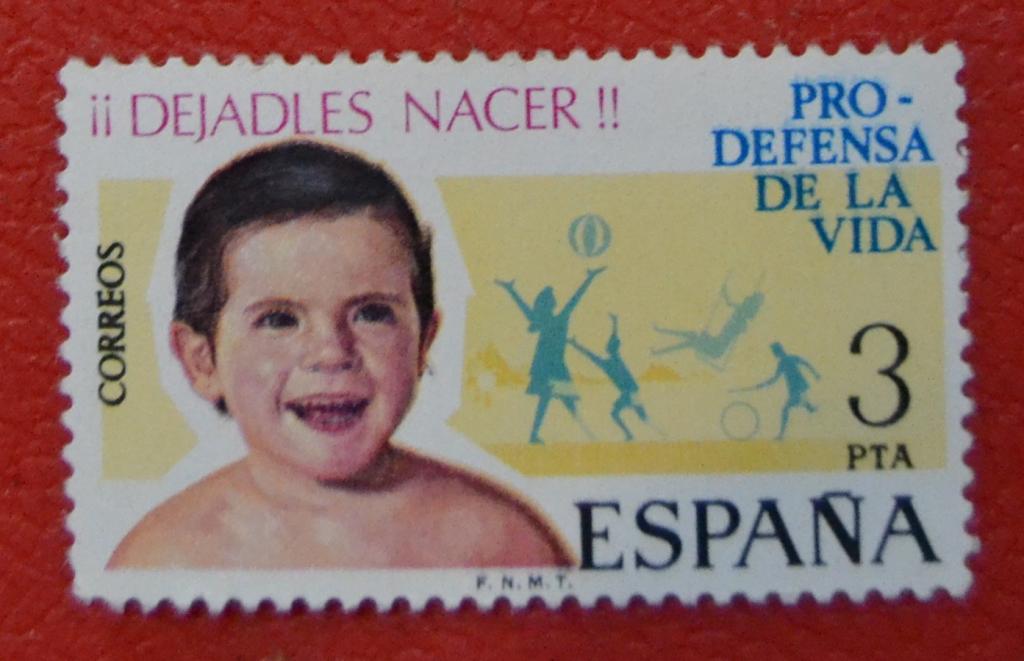 ¡¡ DEJADLES NACER !!
PRO-
DEFENSA
DE LA
VIDA
CORREOS
3
PTA
ESPAÑA
F. N. M. T.